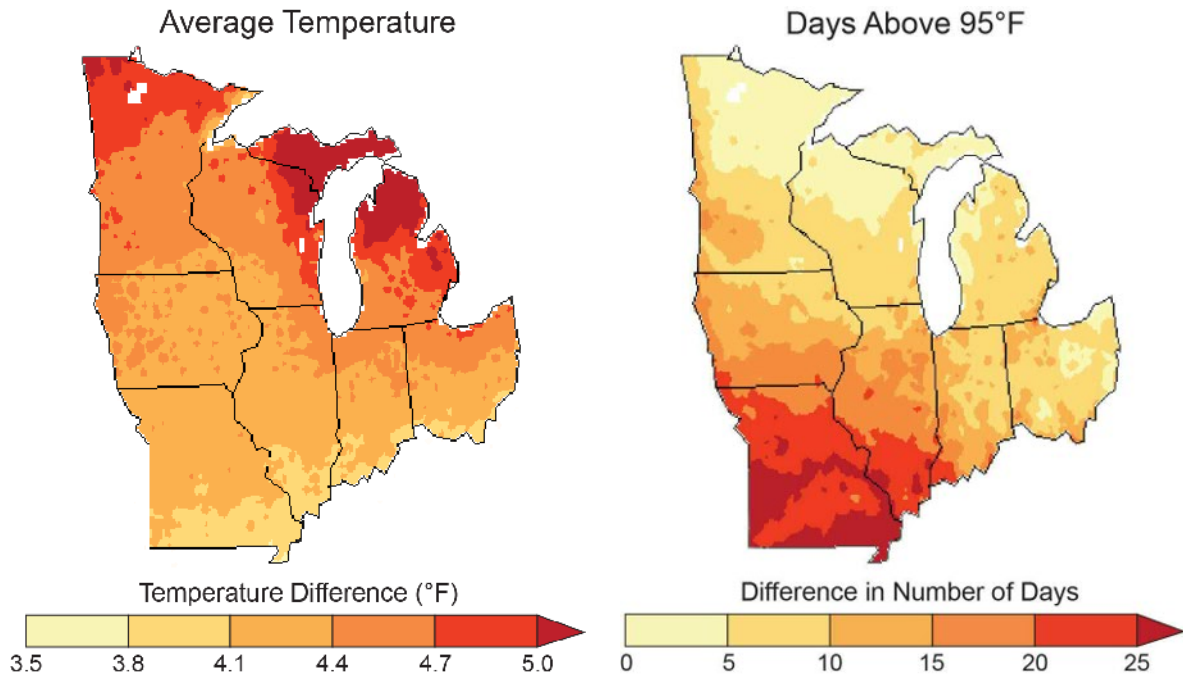 Average Temperature
Days Above 95°F
Temperature Difference (°F)
3.5 3.8 4.1 4.4 4.7 5.0
Difference in Number of Days
0 5 10 15 20 25